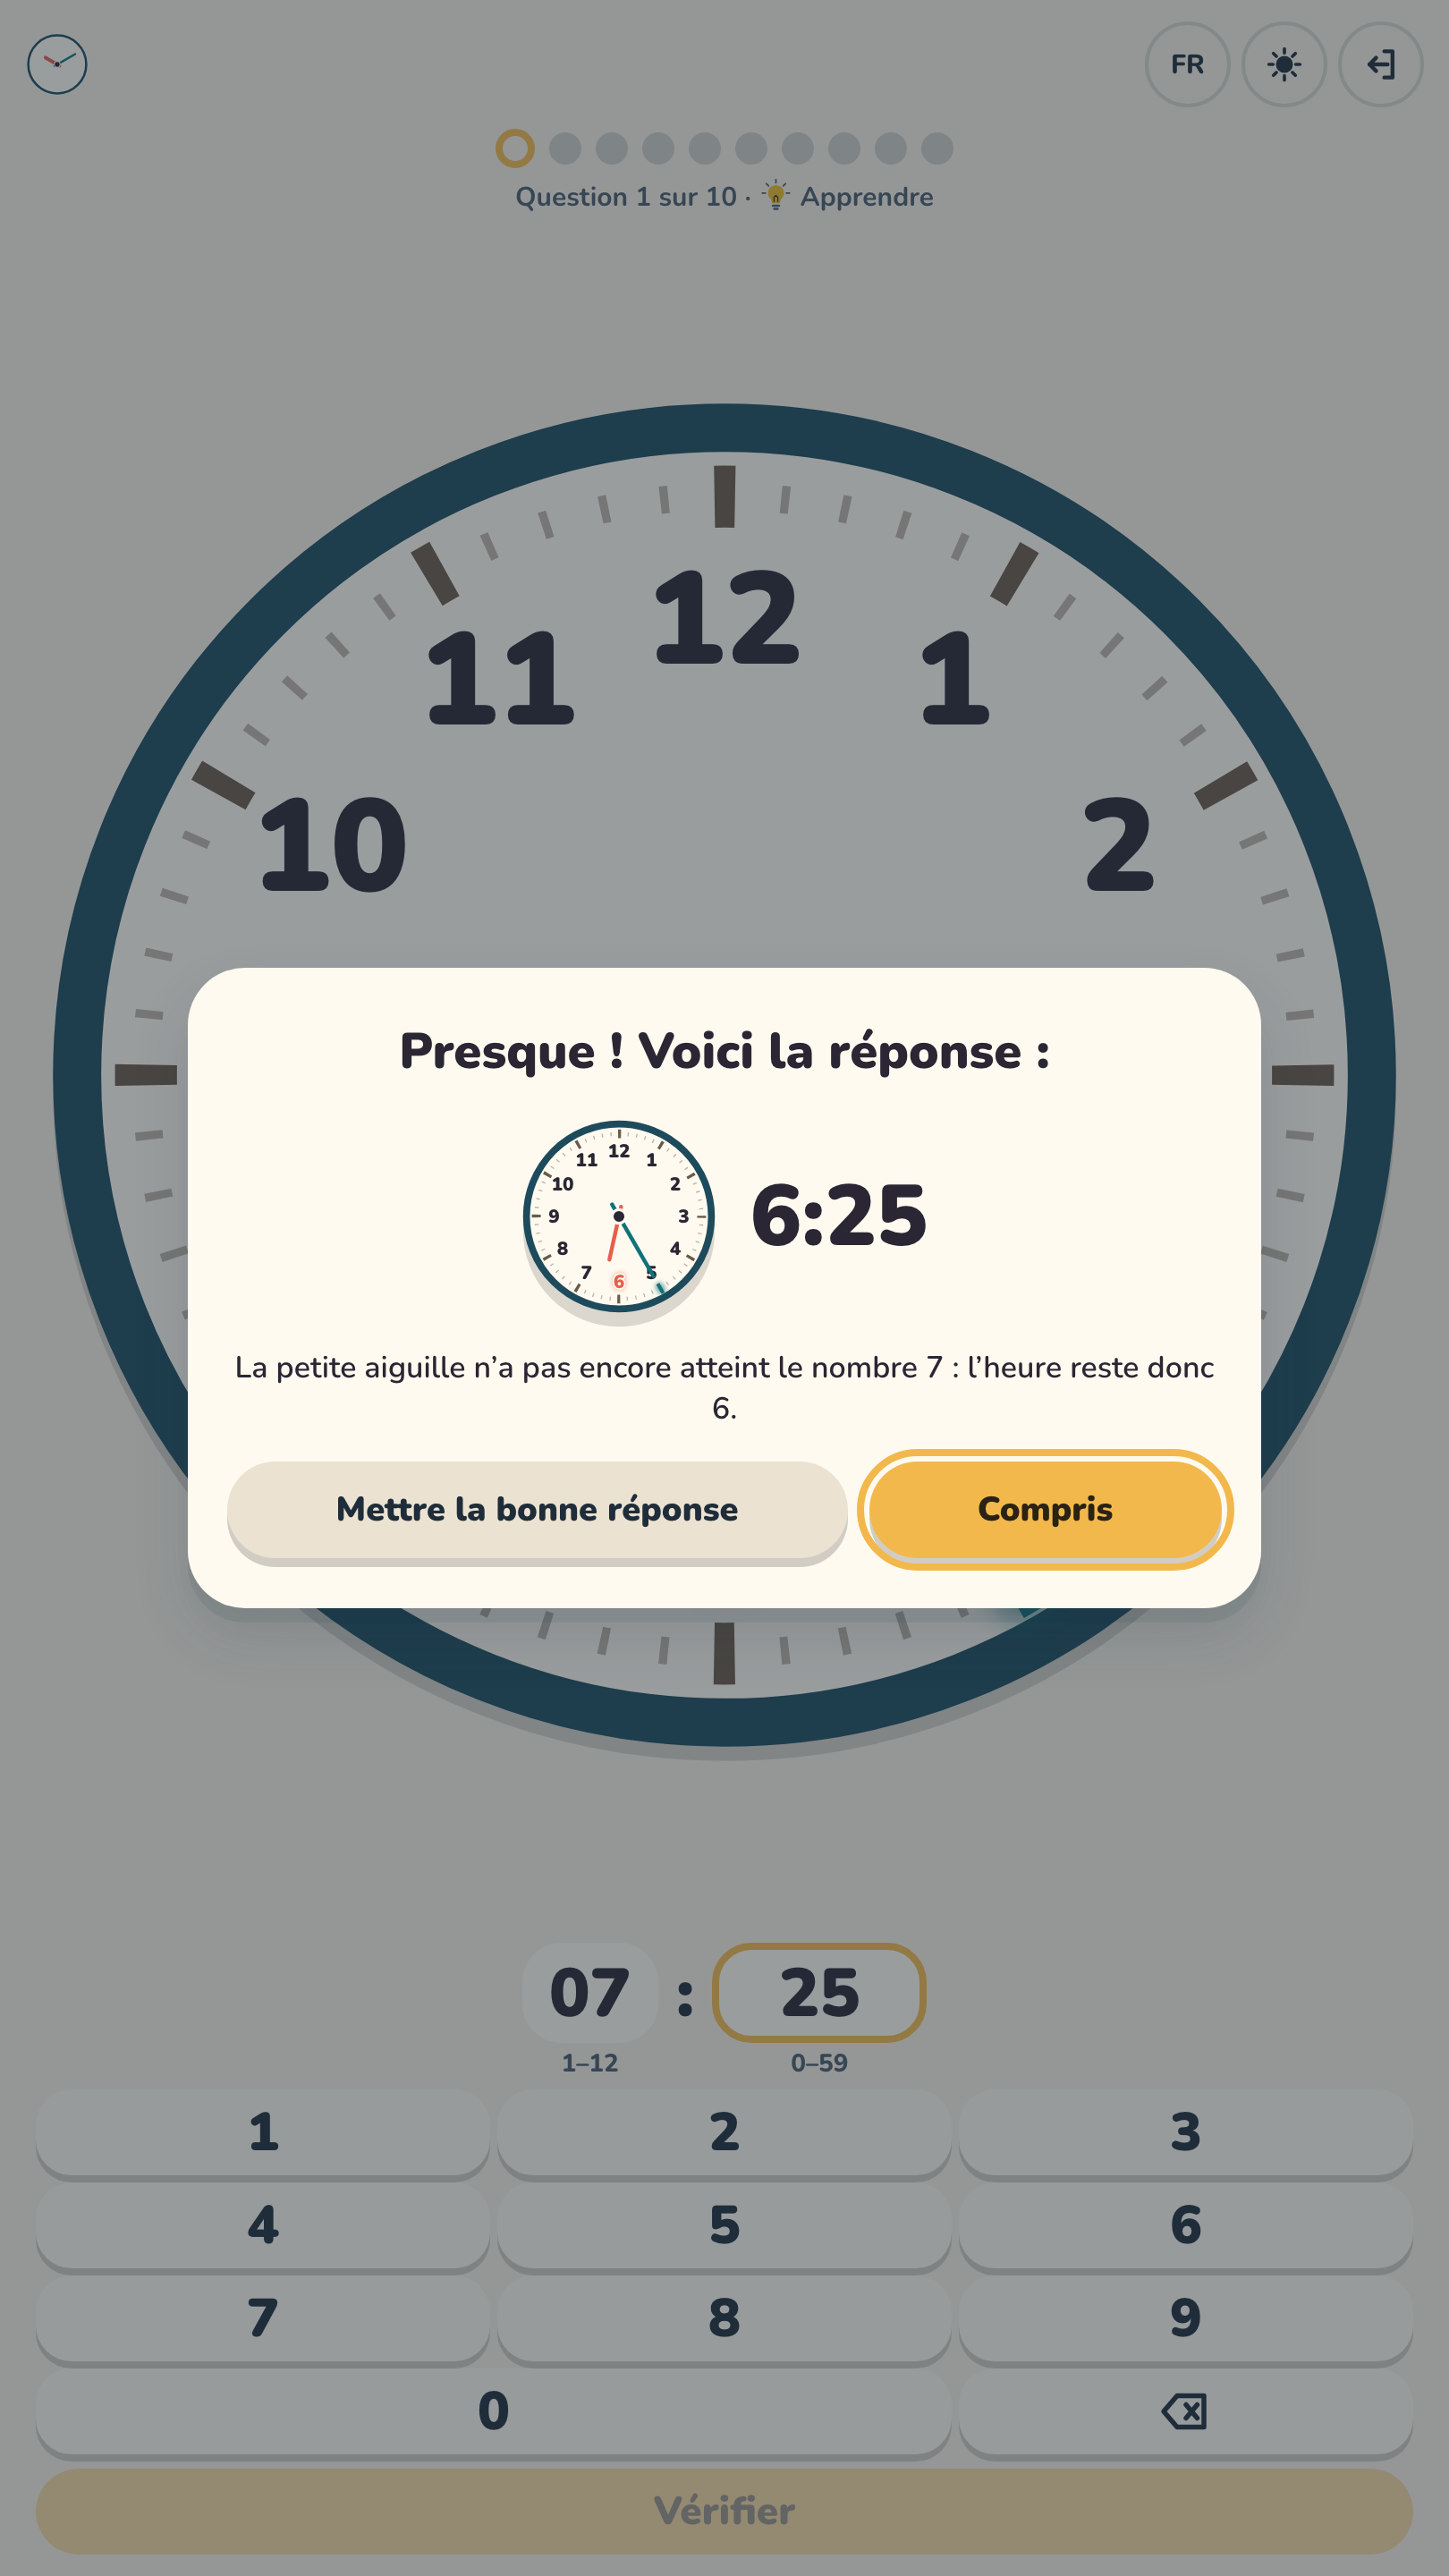 FR
Question 1 sur 10 · Apprendre
12
11
1
10
2
Presque ! Voici la réponse :
12
11
1
10
2
9
3
8
4
7
5
6
6:25
La petite aiguille n’a pas encore atteint le nombre 7 : l’heure reste donc
6.
Mettre la bonne réponse
Compris
07 : 25
1–12
0–59
1 2 3
4 5 6
7 8 9
0
Vérifier